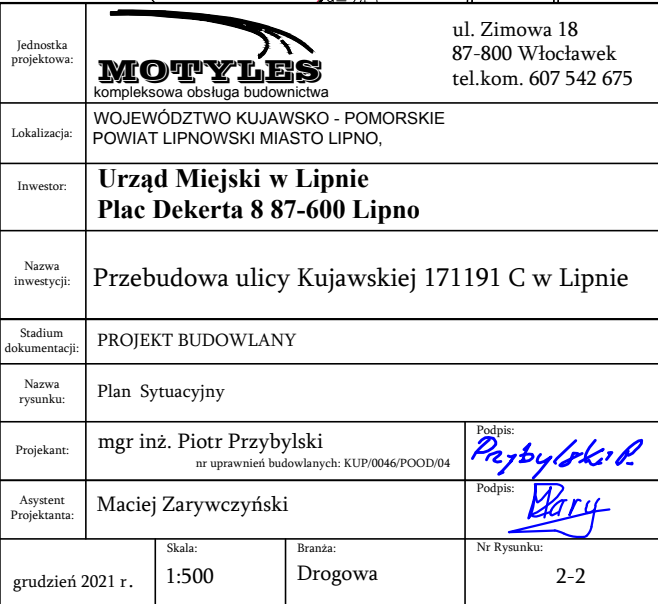 Jednostka
projektowa:
MOTYLES
kompleksowa obsługa budownictwa
ul. Zimowa 18
87-800 Włocławek
tel.kom. 607 542 675
Lokalizacja:
WOJEWÓDZTWO KUJAWSKO - POMORSKIE
POWIAT LIPNOWSKI MIASTO LIPNO,
Inwestor:
Urząd Miejski w Lipnie
Plac Dekerta 8 87-600 Lipno
Nazwa
inwestycji:
Przebudowa ulicy Kujawskiej 171191 C w Lipnie
Stadium
dokumentacji:
PROJEKT BUDOWLANY
Nazwa
rysunku:
Plan Sytuacyjny
Projekant:
mgr inż. Piotr Przybylski
nr uprawnień budowlanych: KUP/0046/POOD/04
Podpis:
Przybylski P.
Asystent
Projektanta:
Maciej Zarywczyński
Podpis:
grudzień 2021 r.
Skala:
1:500
Branża:
Drogowa
Nr Rysunku:
2-2